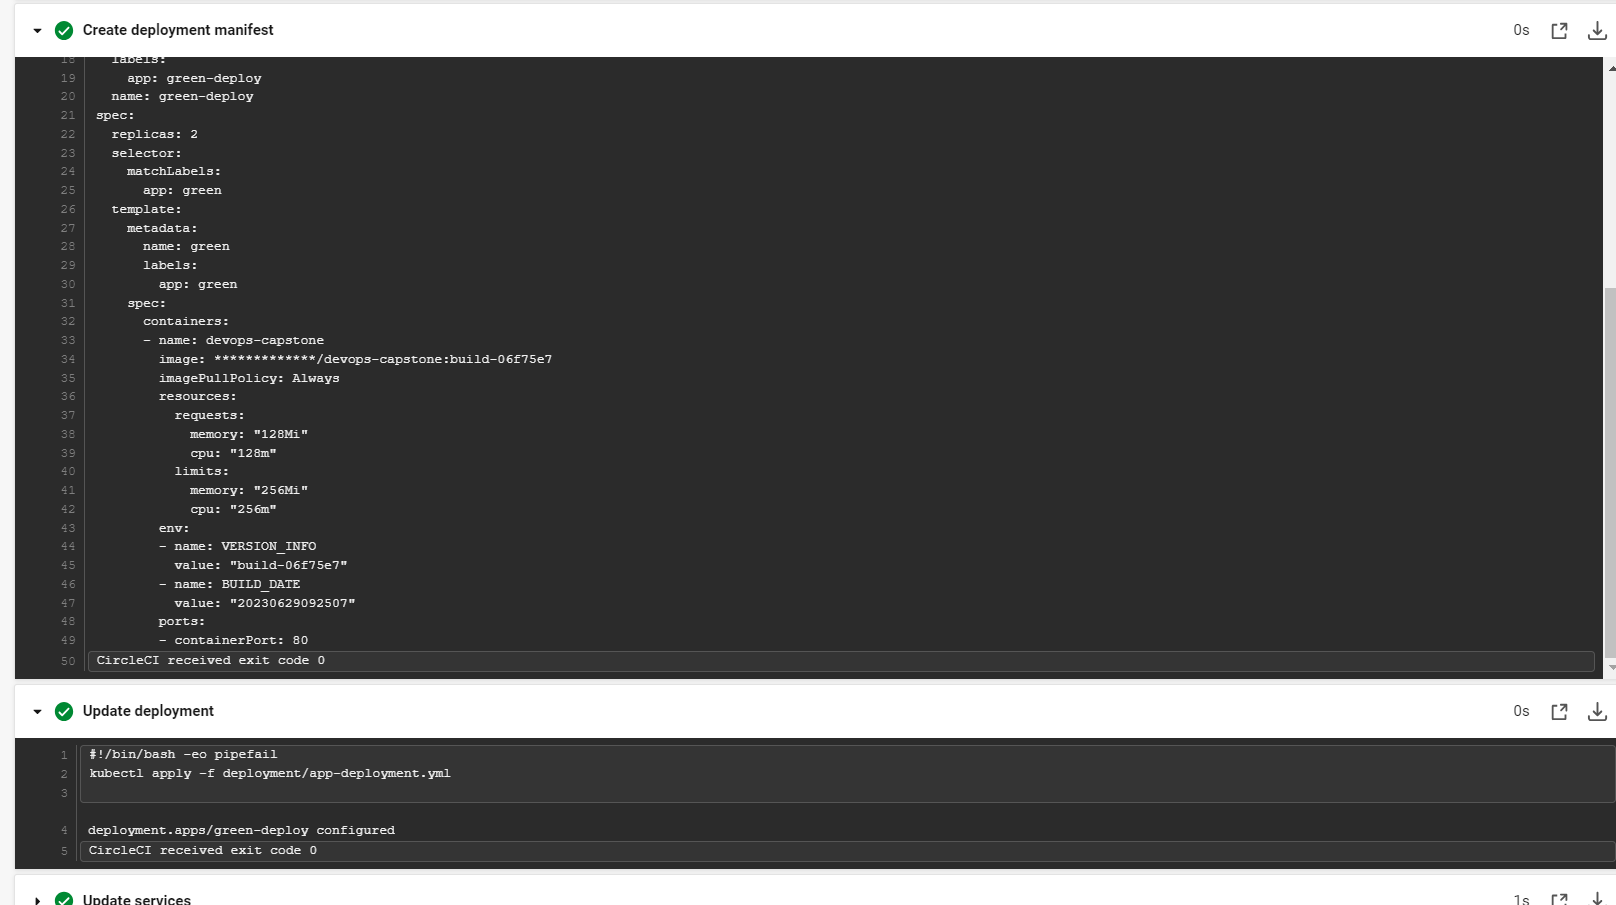 Create deployment manifest
0s
18 labels:
19 app: green-deploy
20 name: green-deploy
21 spec:
22 replicas: 2
23 selector:
24 matchLabels:
25 app: green
26 template:
27 metadata:
28 name: green
29 labels:
30 app: green
31 spec:
32 containers:
33 - name: devops-capstone
34 image: *************/devops-capstone:build-06f75e7
35 imagePullPolicy: Always
36 resources:
37 requests:
38 memory: "128Mi"
39 cpu: "128m"
40 limits:
41 memory: "256Mi"
42 cpu: "256m"
43 env:
44 - name: VERSION_INFO
45 value: "build-06f75e7"
46 - name: BUILD_DATE
47 value: "20230629092507"
48 ports:
49 - containerPort: 80
50 CircleCI received exit code 0
Update deployment
0s
1 #!/bin/bash -eo pipefail
2 kubectl apply -f deployment/app-deployment.yml
3
4 deployment.apps/green-deploy configured
5 CircleCI received exit code 0
Update services
1s